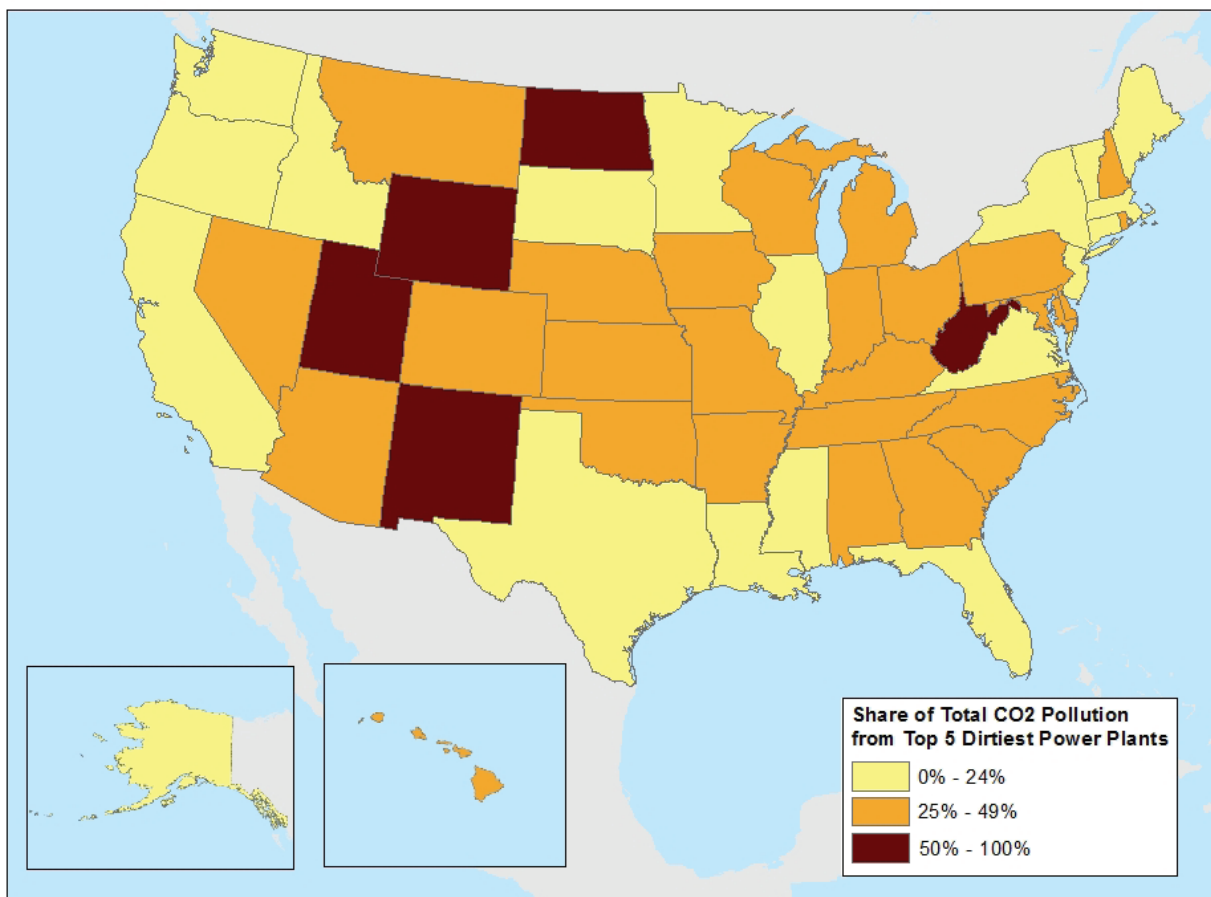 Share of Total CO2 Pollution
from Top 5 Dirtiest Power Plants
0% - 24%
25% - 49%
50% - 100%